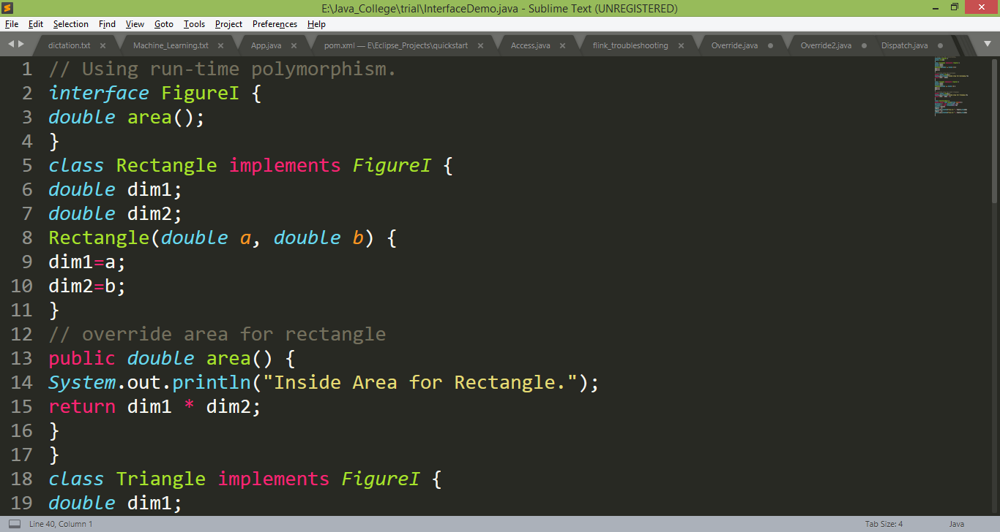 E:\Java_College\trial\InterfaceDemo.java - Sublime Text (UNREGISTERED)
File Edit Selection Find View Goto Tools Project Preferences Help
dictation.txt Machine_Learning.txt App.java pom.xml — E\Eclipse_Projects\quickstart Access.java flink_troubleshooting Override.java Override2.java Dispatch.java
1 // Using run-time polymorphism.
2 interface FigureI {
3 double area();
4 }
5 class Rectangle implements FigureI {
6 double dim1;
7 double dim2;
8 Rectangle(double a, double b) {
9 dim1=a;
10 dim2=b;
11 }
12 // override area for rectangle
13 public double area() {
14 System.out.println("Inside Area for Rectangle.");
15 return dim1 * dim2;
16 }
17 }
18 class Triangle implements FigureI {
19 double dim1;
Line 40, Column 1 Tab Size: 4 Java